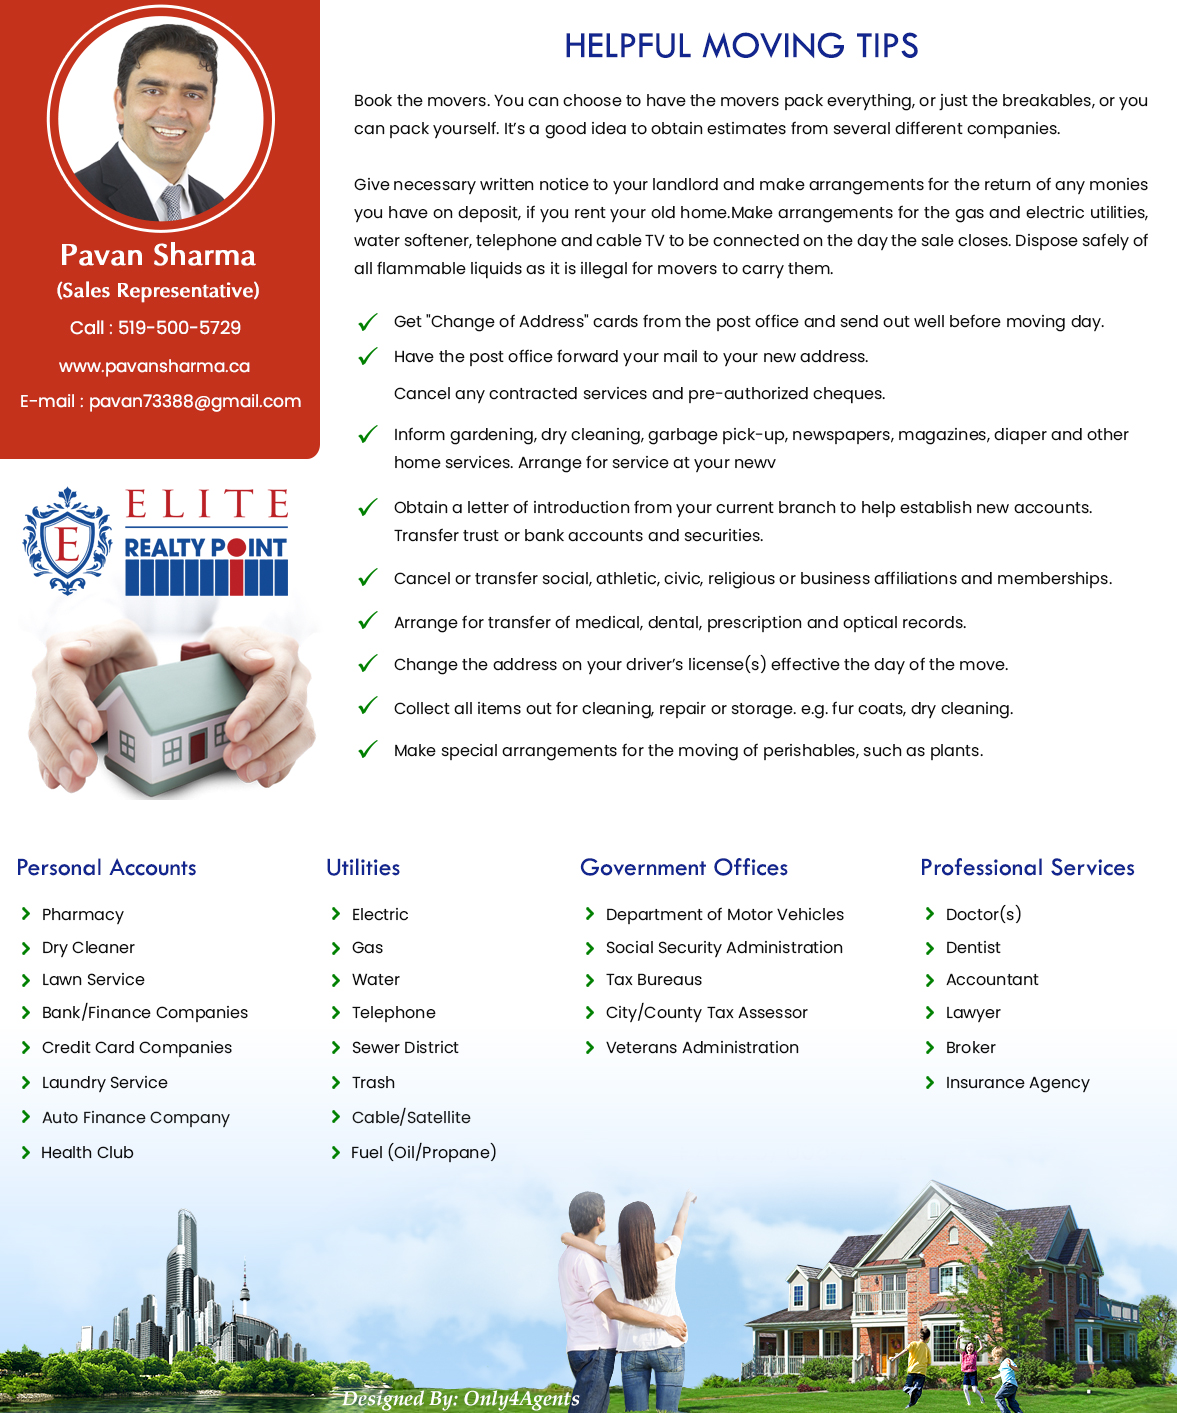 Pavan Sharma
(Sales Representative)
Call : 519-500-5729
www.pavansharma.ca
E-mail : pavan73388@gmail.com
E
ELITE
REALTY POINT
HELPFUL MOVING TIPS
Book the movers. You can choose to have the movers pack everything, or just the breakables, or you
can pack yourself. It’s a good idea to obtain estimates from several different companies.
Give necessary written notice to your landlord and make arrangements for the return of any monies
you have on deposit, if you rent your old home.Make arrangements for the gas and electric utilities,
water softener, telephone and cable TV to be connected on the day the sale closes. Dispose safely of
all flammable liquids as it is illegal for movers to carry them.
Get "Change of Address" cards from the post office and send out well before moving day.
Have the post office forward your mail to your new address.
Cancel any contracted services and pre-authorized cheques.
Inform gardening, dry cleaning, garbage pick-up, newspapers, magazines, diaper and other
home services. Arrange for service at your newv
Obtain a letter of introduction from your current branch to help establish new accounts.
Transfer trust or bank accounts and securities.
Cancel or transfer social, athletic, civic, religious or business affiliations and memberships.
Arrange for transfer of medical, dental, prescription and optical records.
Change the address on your driver’s license(s) effective the day of the move.
Collect all items out for cleaning, repair or storage. e.g. fur coats, dry cleaning.
Make special arrangements for the moving of perishables, such as plants.
Personal Accounts
Pharmacy
Dry Cleaner
Lawn Service
Bank/Finance Companies
Credit Card Companies
Laundry Service
Auto Finance Company
Health Club
Utilities
Electric
Gas
Water
Telephone
Sewer District
Trash
Cable/Satellite
Fuel (Oil/Propane)
Government Offices
Department of Motor Vehicles
Social Security Administration
Tax Bureaus
City/County Tax Assessor
Veterans Administration
Professional Services
Doctor(s)
Dentist
Accountant
Lawyer
Broker
Insurance Agency
Designed By: Only4Agents